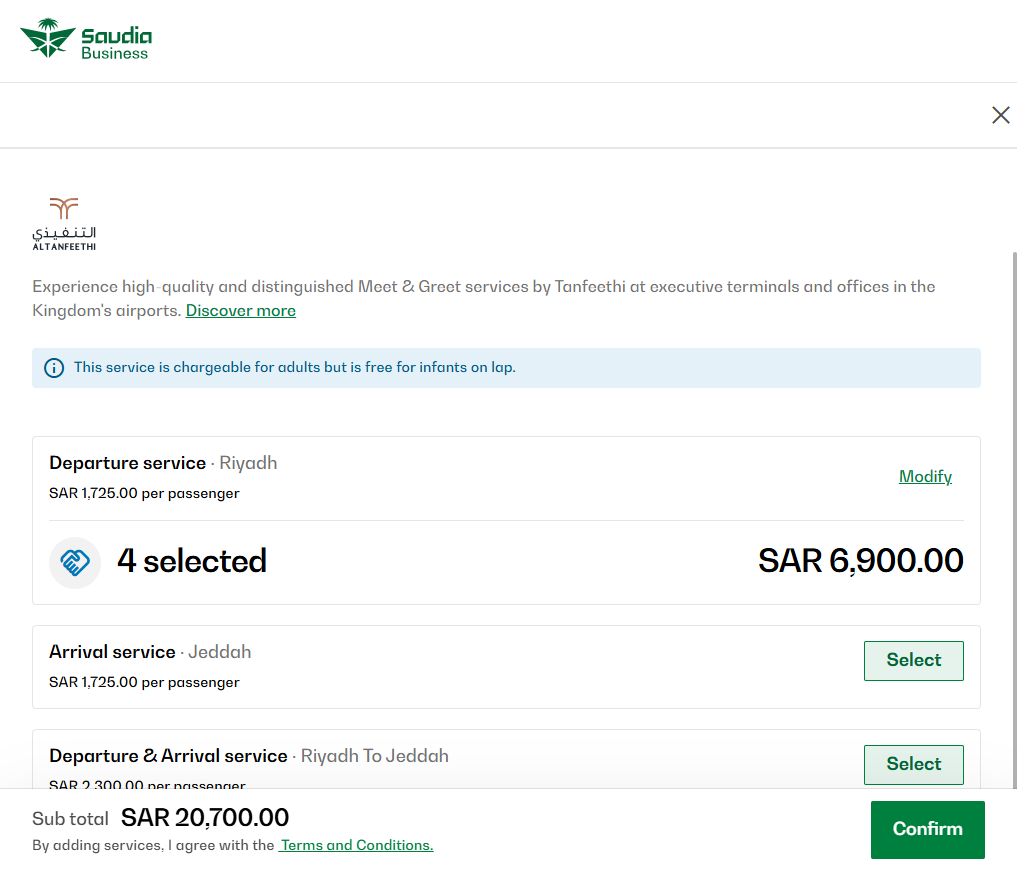 Saudia
Business
التنفيذي
ALTANFEETHI
Experience high-quality and distinguished Meet & Greet services by Tanfeethi at executive terminals and offices in the
Kingdom's airports. Discover more
This service is chargeable for adults but is free for infants on lap.
Departure service · Riyadh
Modify
SAR 1,725.00 per passenger
4 selected SAR 6,900.00
Arrival service · Jeddah
Select
SAR 1,725.00 per passenger
Departure & Arrival service · Riyadh To Jeddah
Select
SAR 2,300.00 per passenger
Sub total SAR 20,700.00
Confirm
By adding services, I agree with the Terms and Conditions.